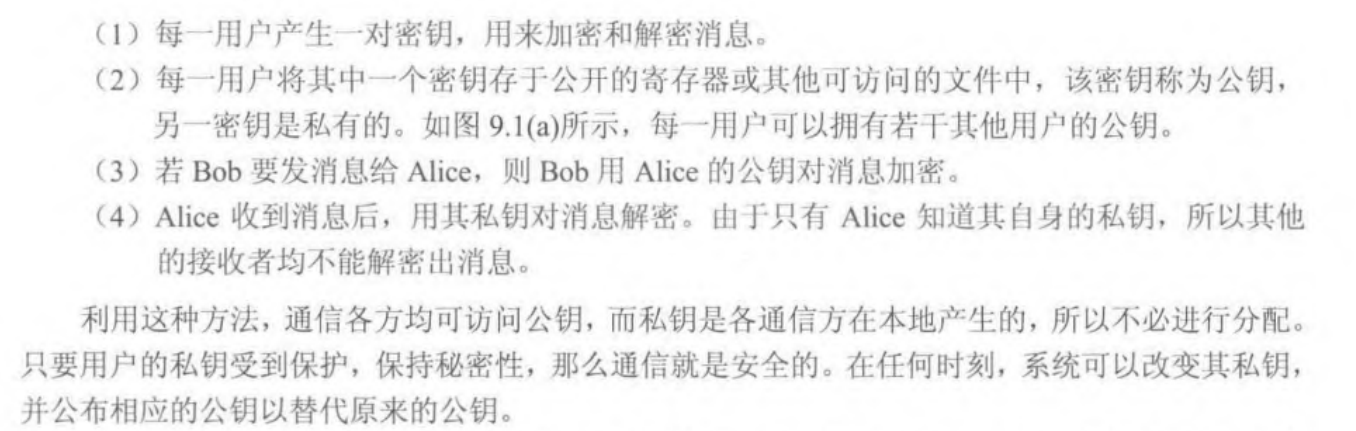 （1）每一用户产生一对密钥，用来加密和解密消息。
（2）每一用户将其中一个密钥存于公开的寄存器或其他可访问的文件中，该密钥称为公钥，
另一密钥是私有的。如图 9.1(a)所示，每一用户可以拥有若干其他用户的公钥。
（3）若 Bob 要发消息给 Alice，则 Bob 用 Alice 的公钥对消息加密。
（4）Alice 收到消息后，用其私钥对消息解密。由于只有 Alice 知道其自身的私钥，所以其他
的接收者均不能解密出消息。
利用这种方法，通信各方均可访问公钥，而私钥是各通信方在本地产生的，所以不必进行分配。
只要用户的私钥受到保护，保持秘密性，那么通信就是安全的。在任何时刻，系统可以改变其私钥，
并公布相应的公钥以替代原来的公钥。